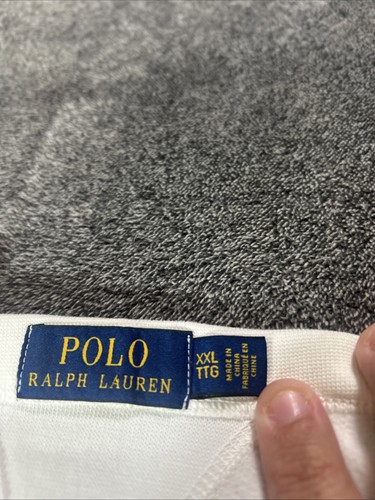 POLO
RALPH LAUREN
XXL
TTG
MADE IN
CHINA
FABRIQUÉ EN
CHINE